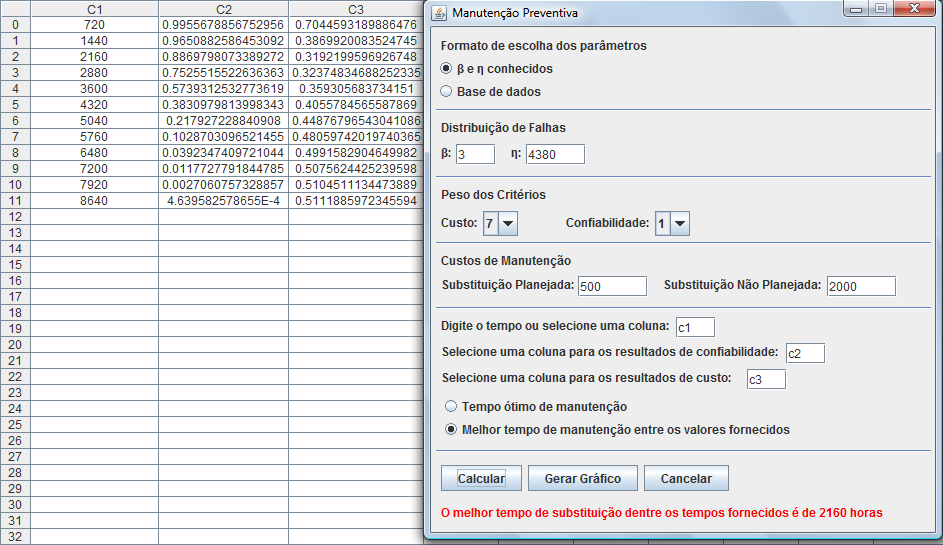 C1 C2 C3
0 720 0.9955678856752956 0.7044593189886476
1 1440 0.9650882586453092 0.3869920083524745
2 2160 0.8869798073389272 0.3192199596926748
3 2880 0.7525515522636363 0.32374834688252335
4 3600 0.5739312532773619 0.359305683734151
5 4320 0.3830979813998343 0.4055784565587869
6 5040 0.217927228840908 0.44876796543041086
7 5760 0.1028703096521455 0.48059742019740365
8 6480 0.0392347409721044 0.4991582904649982
9 7200 0.0117727791844785 0.5075624425239598
10 7920 0.0027060757328857 0.5104511134473889
11 8640 4.639582578655E-4 0.5111885972345594
12
13
14
15
16
17
18
19
20
21
22
23
24
25
26
27
28
29
30
31
32
Manutenção Preventiva
Formato de escolha dos parâmetros
β e η conhecidos
Base de dados
Distribuição de Falhas
β: 3 η: 4380
Peso dos Critérios
Custo: 7 Confiabilidade: 1
Custos de Manutenção
Substituição Planejada: 500 Substituição Não Planejada: 2000
Digite o tempo ou selecione uma coluna: c1
Selecione uma coluna para os resultados de confiabilidade: c2
Selecione uma coluna para os resultados de custo: c3
Tempo ótimo de manutenção
Melhor tempo de manutenção entre os valores fornecidos
Calcular Gerar Gráfico Cancelar
O melhor tempo de substituição dentre os tempos fornecidos é de 2160 horas